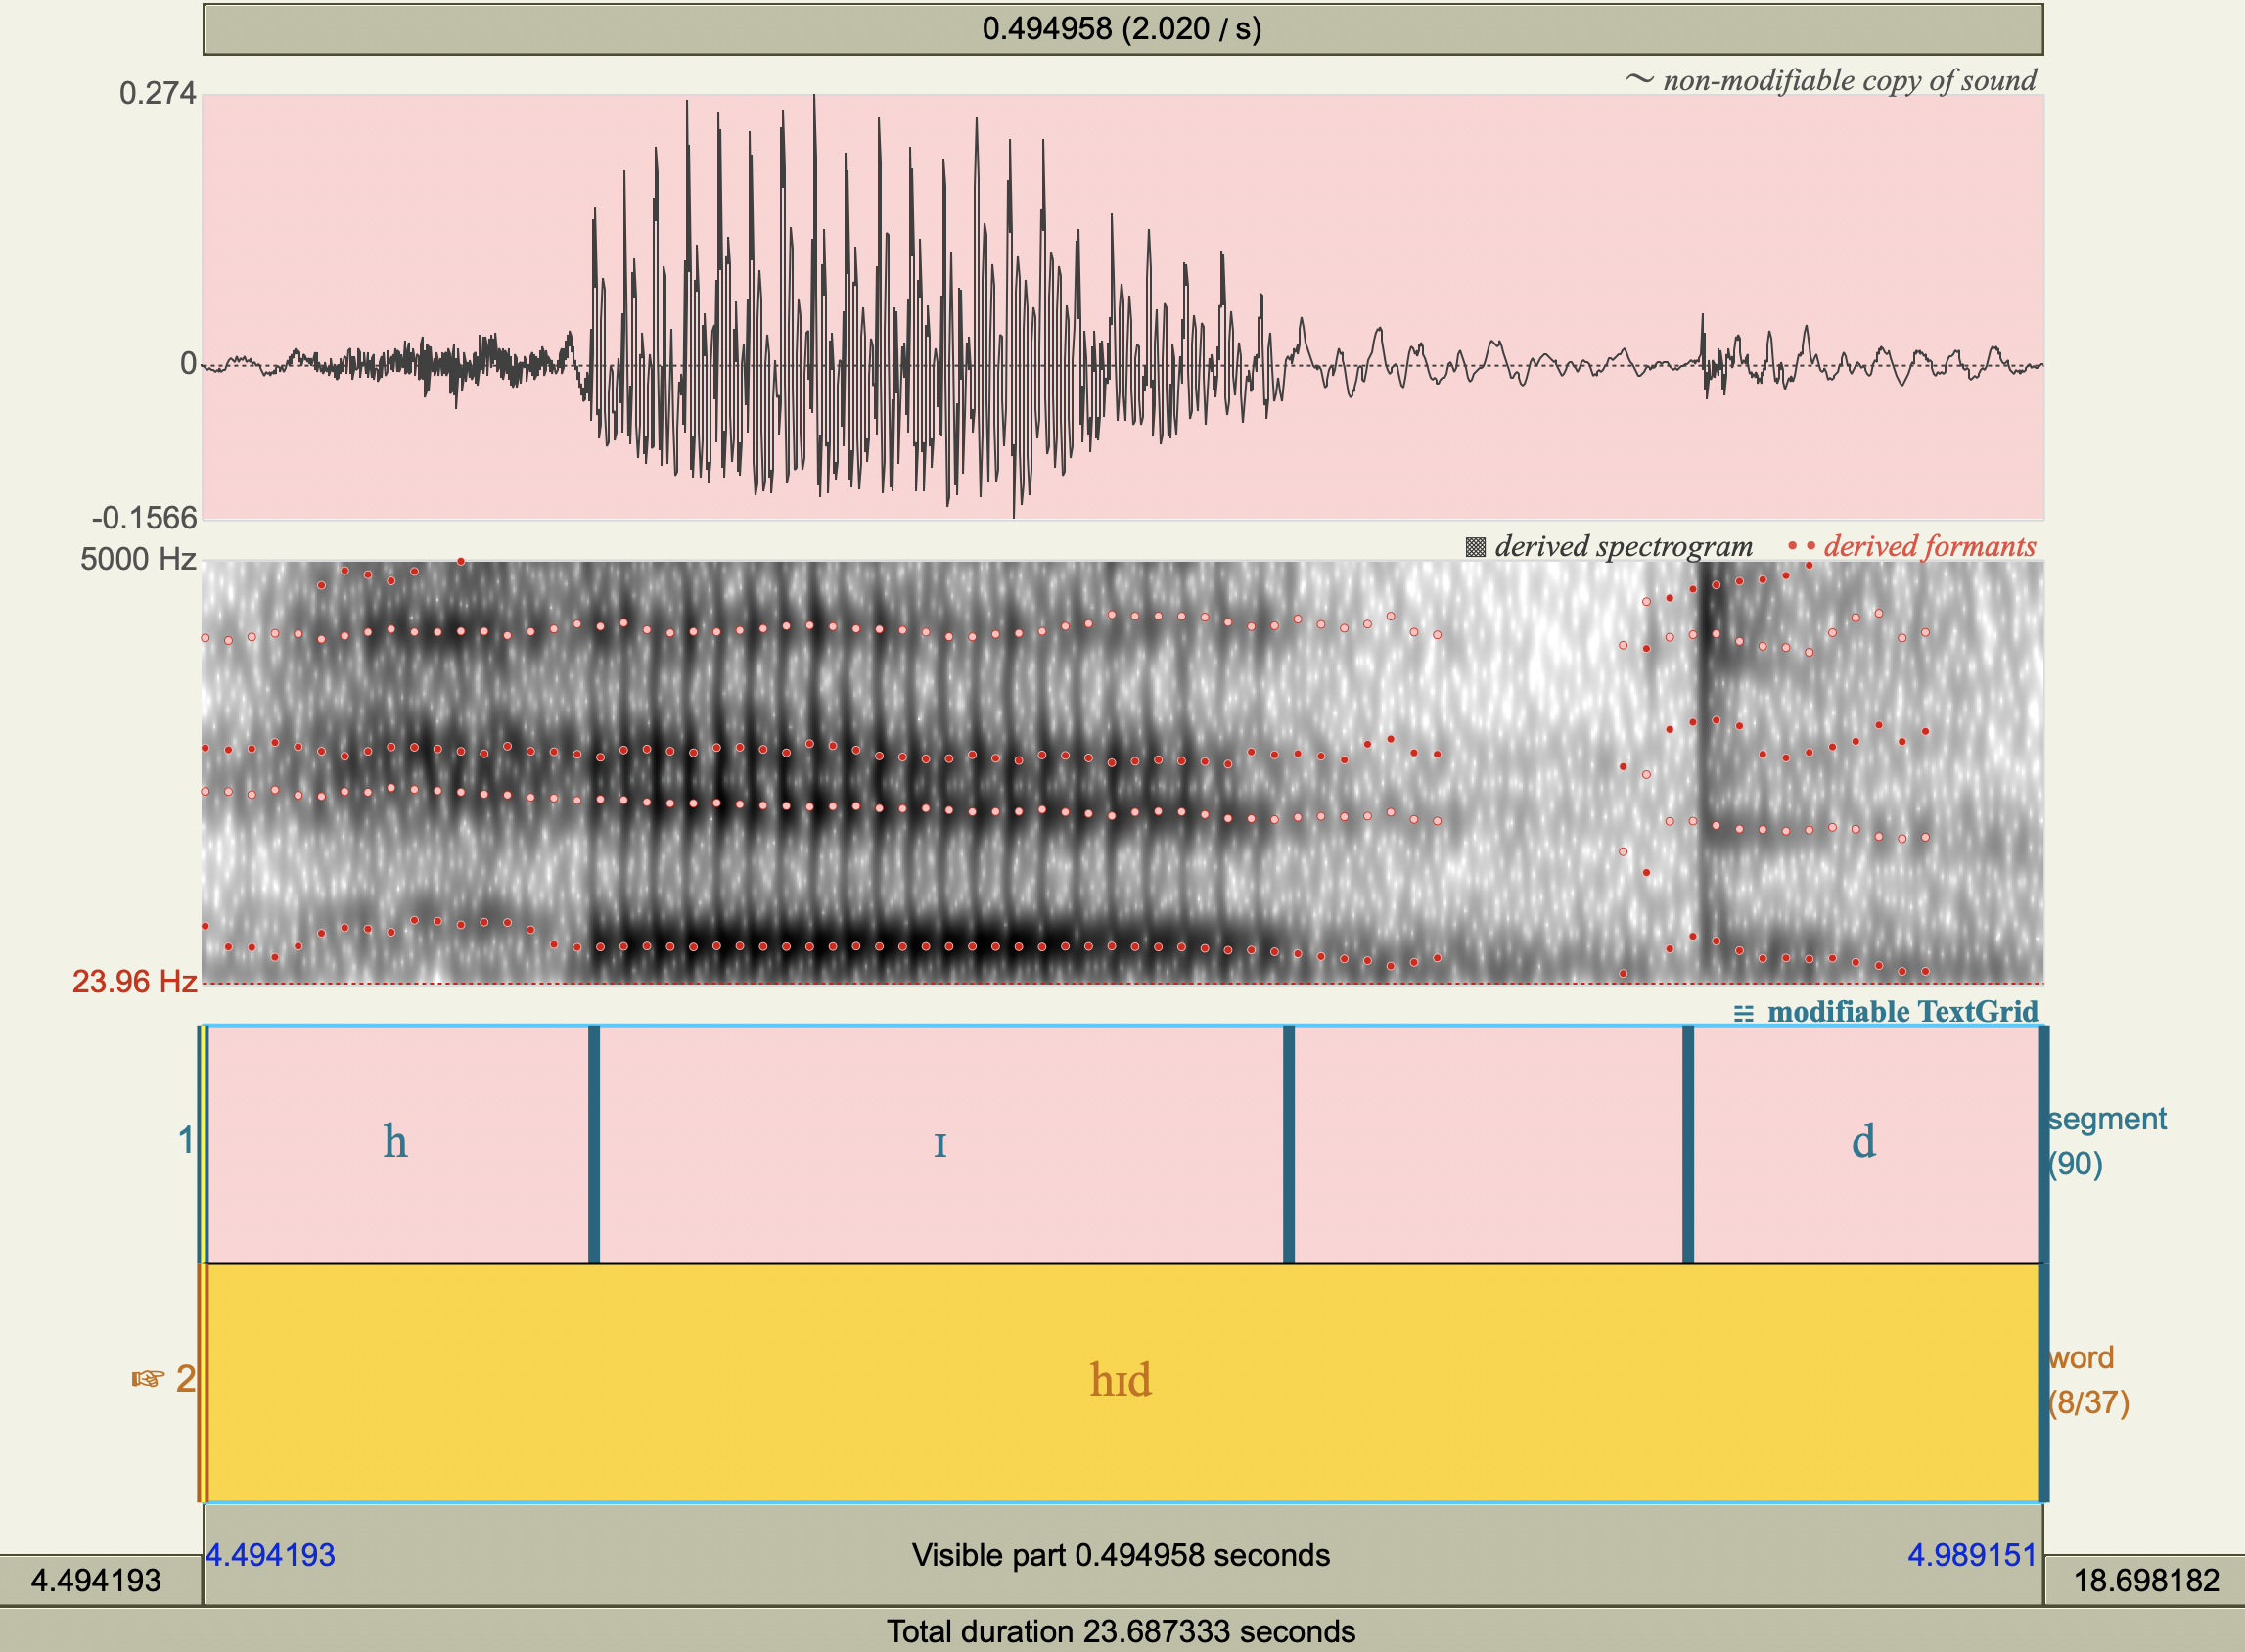 0.494958 (2.020 / s)
0.274
~ non-modifiable copy of sound
0
-0.1566
5000 Hz
derived spectrogram
derived formants
23.96 Hz
modifiable TextGrid
1
h
ɪ
d
segment
(90)
☞ 2
hɪd
word
(8/37)
4.494193
Visible part 0.494958 seconds
4.989151
4.494193
18.698182
Total duration 23.687333 seconds